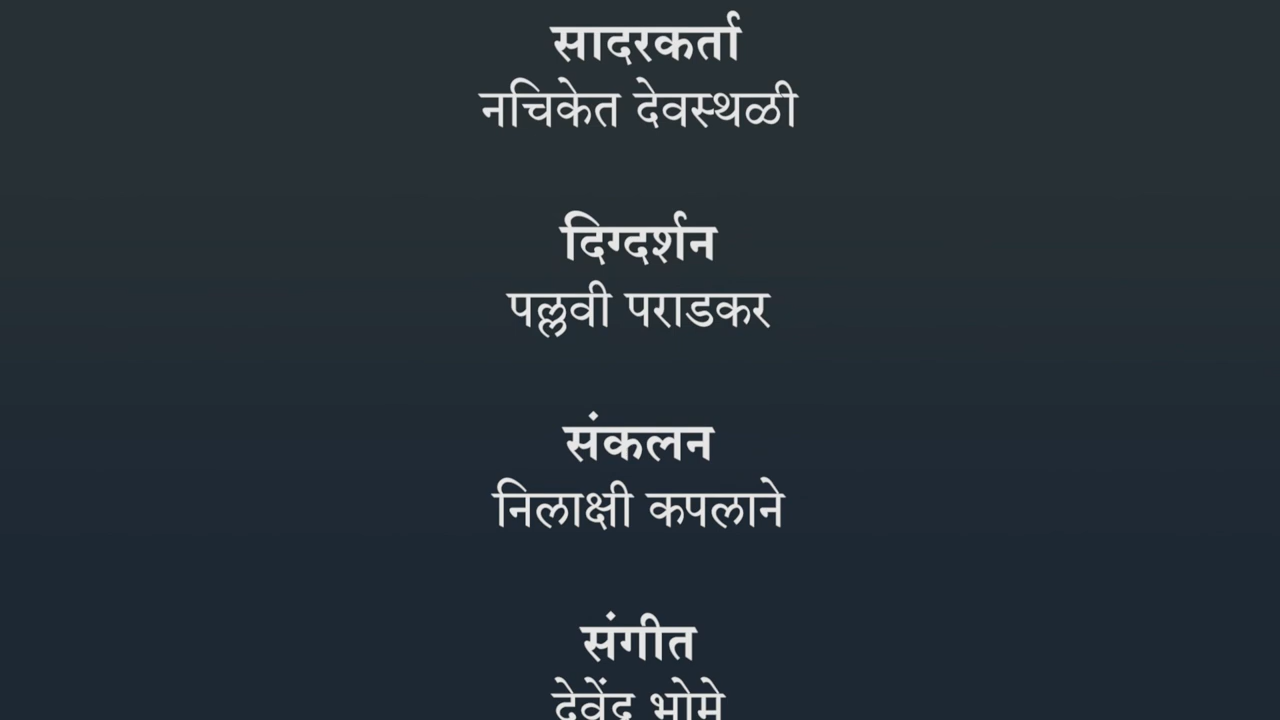 सादरकर्ता
नचिकेत देवस्थळी
दिग्दर्शन
पल्लवी पराडकर
संकलन
निलाक्षी कपलाने
संगीत
देवेंद्र भोमे